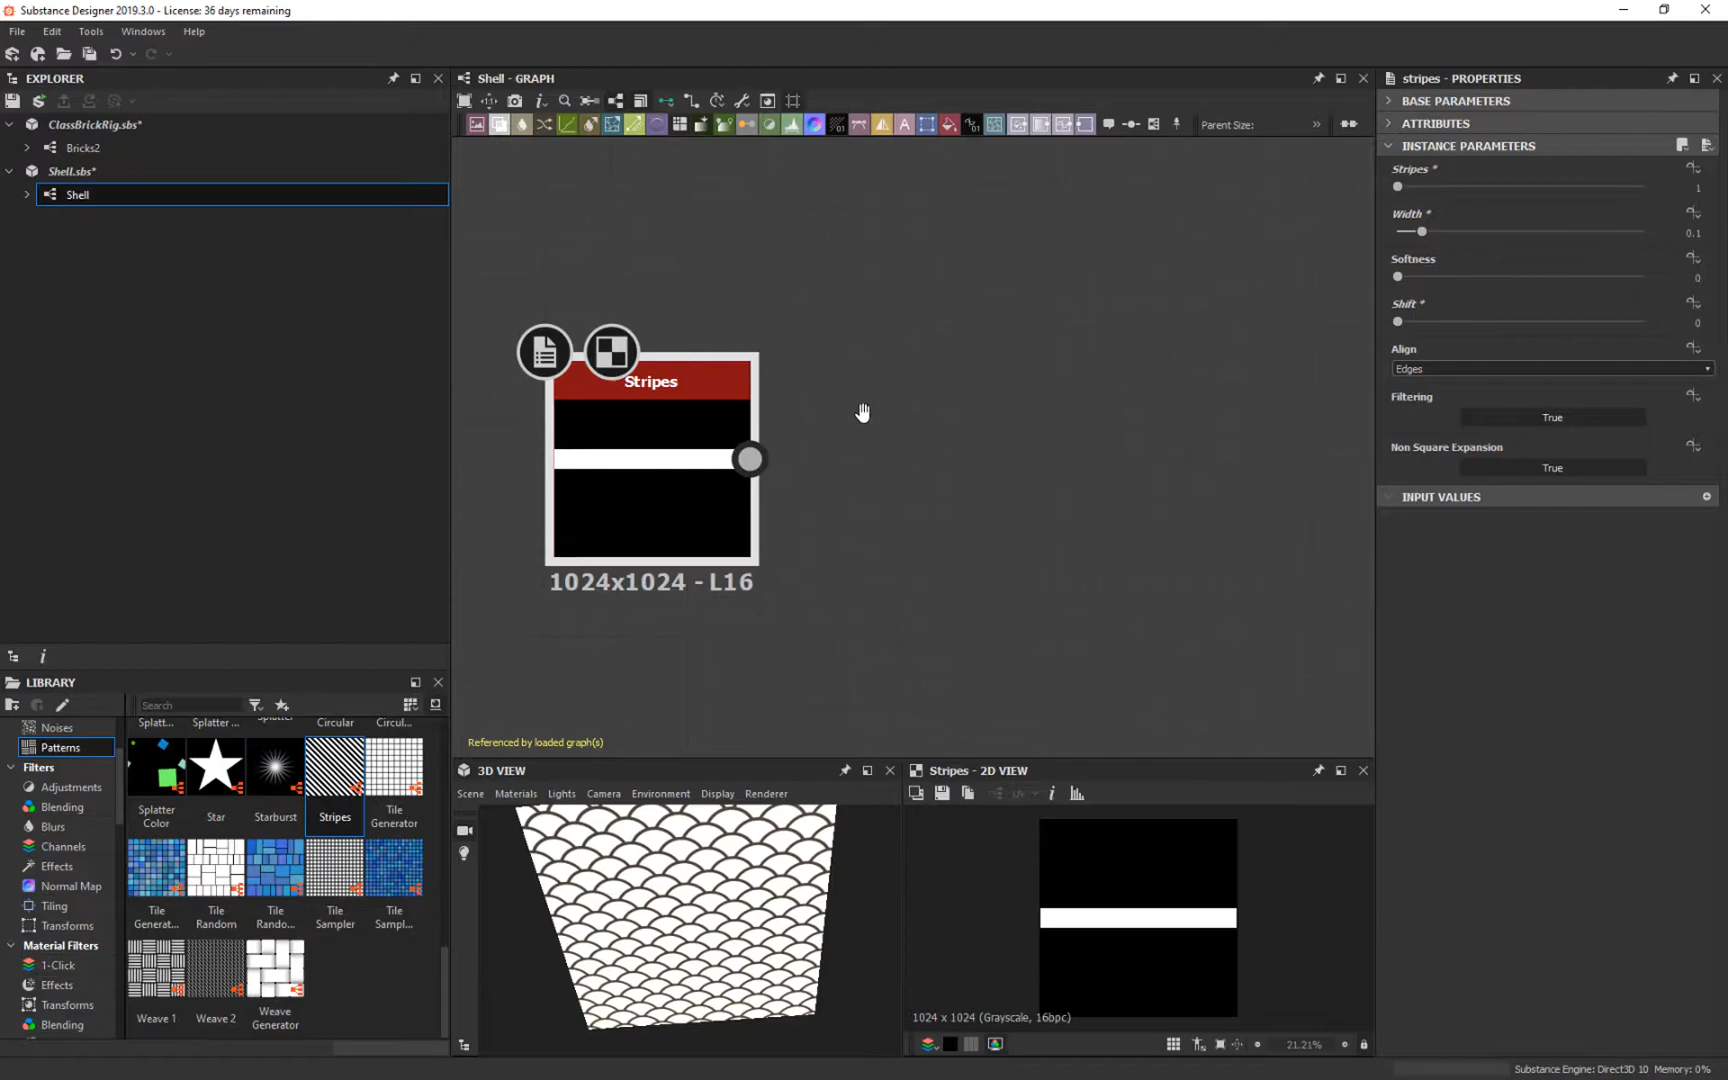 Substance Designer 2019.3.0 - License: 36 days remaining
File Edit Tools Windows Help
EXPLORER
ClassBrickRig.sbs*
Bricks2
Shell.sbs*
Shell
LIBRARY
Search
Noises
Patterns
Filters
Adjustments
Blending
Blurs
Channels
Effects
Normal Map
Tiling
Transforms
Material Filters
1-Click
Effects
Transforms
Blending
Splatt... Splatter ... Circular Circul...
Splatter Color
Star
Starburst
Stripes
Tile Generator
Tile Generat...
Tile Random
Tile Rando...
Tile Sampler
Tile Sampl...
Weave 1
Weave 2
Weave Generator
Shell - GRAPH
Parent Size:
Stripes
1024x1024 - L16
Referenced by loaded graph(s)
3D VIEW
Scene Materials Lights Camera Environment Display Renderer
Stripes - 2D VIEW
1024 x 1024 (Grayscale, 16bpc)
21.21%
stripes - PROPERTIES
BASE PARAMETERS
ATTRIBUTES
INSTANCE PARAMETERS
Stripes *
1
Width *
0.1
Softness
0
Shift *
0
Align
Edges
Filtering
True
Non Square Expansion
True
INPUT VALUES
Substance Engine: Direct3D 10 Memory: 0%